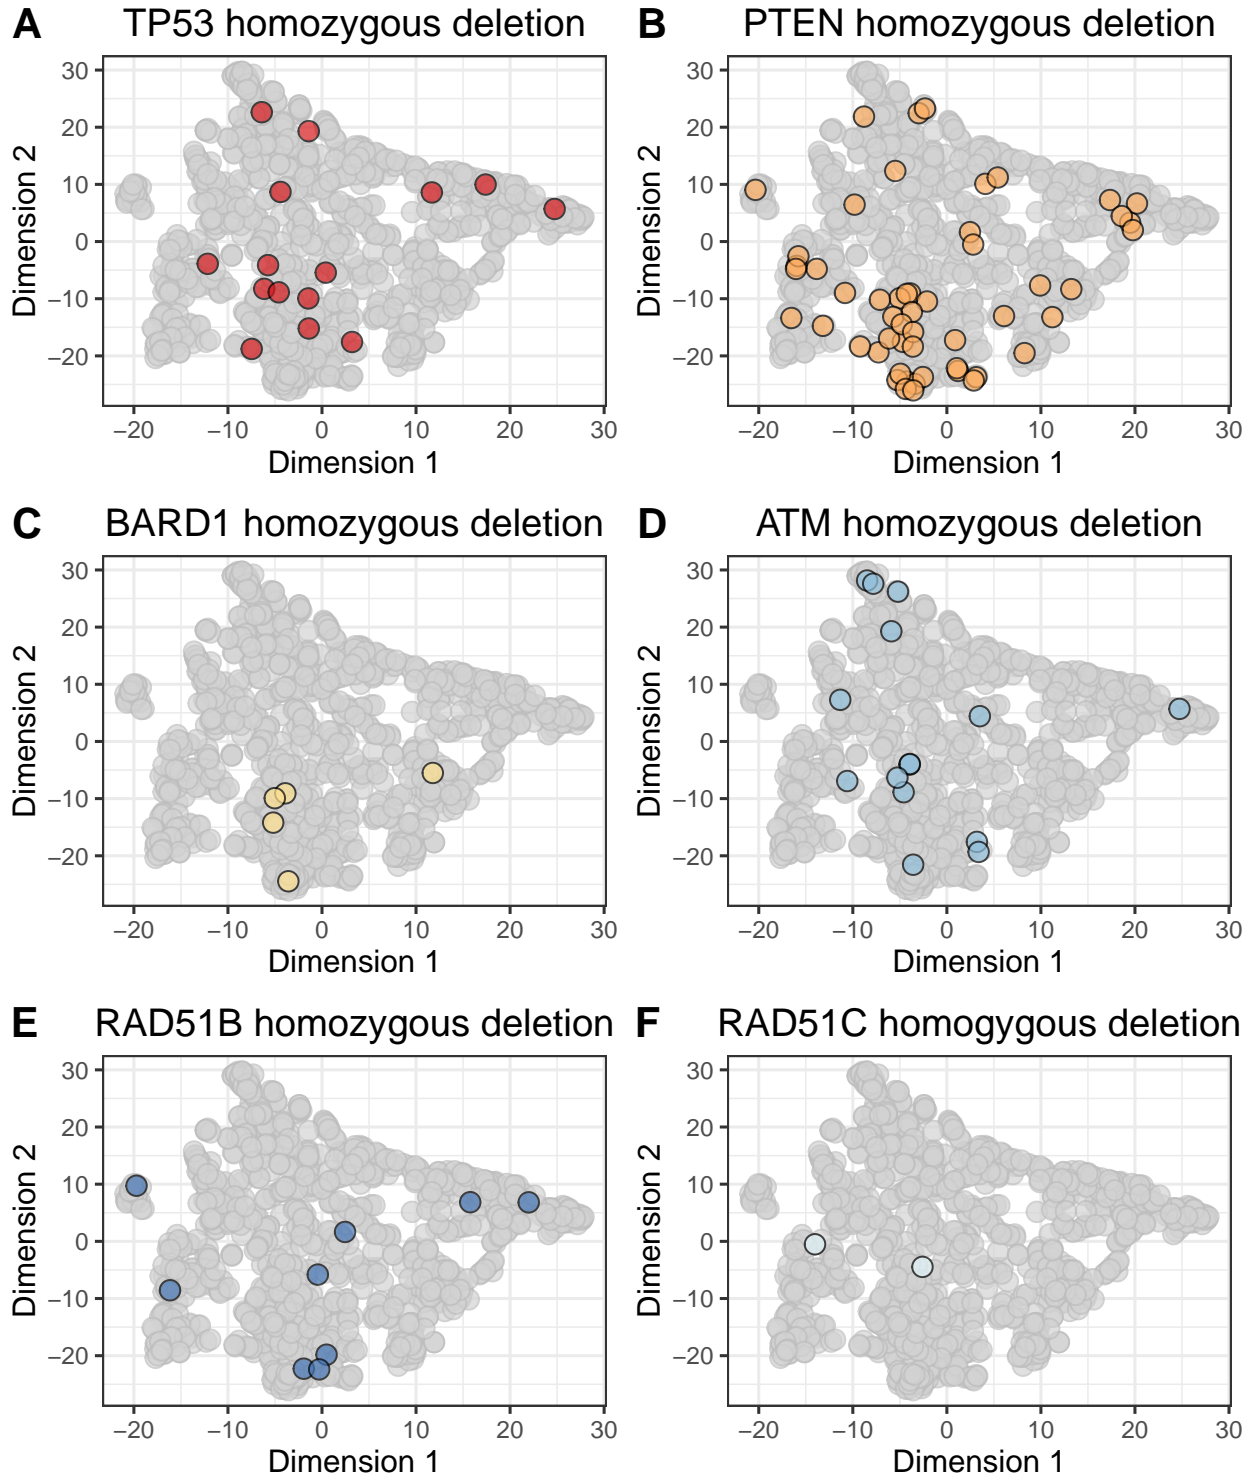 A TP53 homozygous deletion
Dimension 2
30
20
10
0
−10
−20
−20 −10 0 10 20 30
Dimension 1
B PTEN homozygous deletion
Dimension 2
30
20
10
0
−10
−20
−20 −10 0 10 20 30
Dimension 1
C BARD1 homozygous deletion
Dimension 2
30
20
10
0
−10
−20
−20 −10 0 10 20 30
Dimension 1
D ATM homozygous deletion
Dimension 2
30
20
10
0
−10
−20
−20 −10 0 10 20 30
Dimension 1
E RAD51B homozygous deletion
Dimension 2
30
20
10
0
−10
−20
−20 −10 0 10 20 30
Dimension 1
F RAD51C homogygous deletion
Dimension 2
30
20
10
0
−10
−20
−20 −10 0 10 20 30
Dimension 1